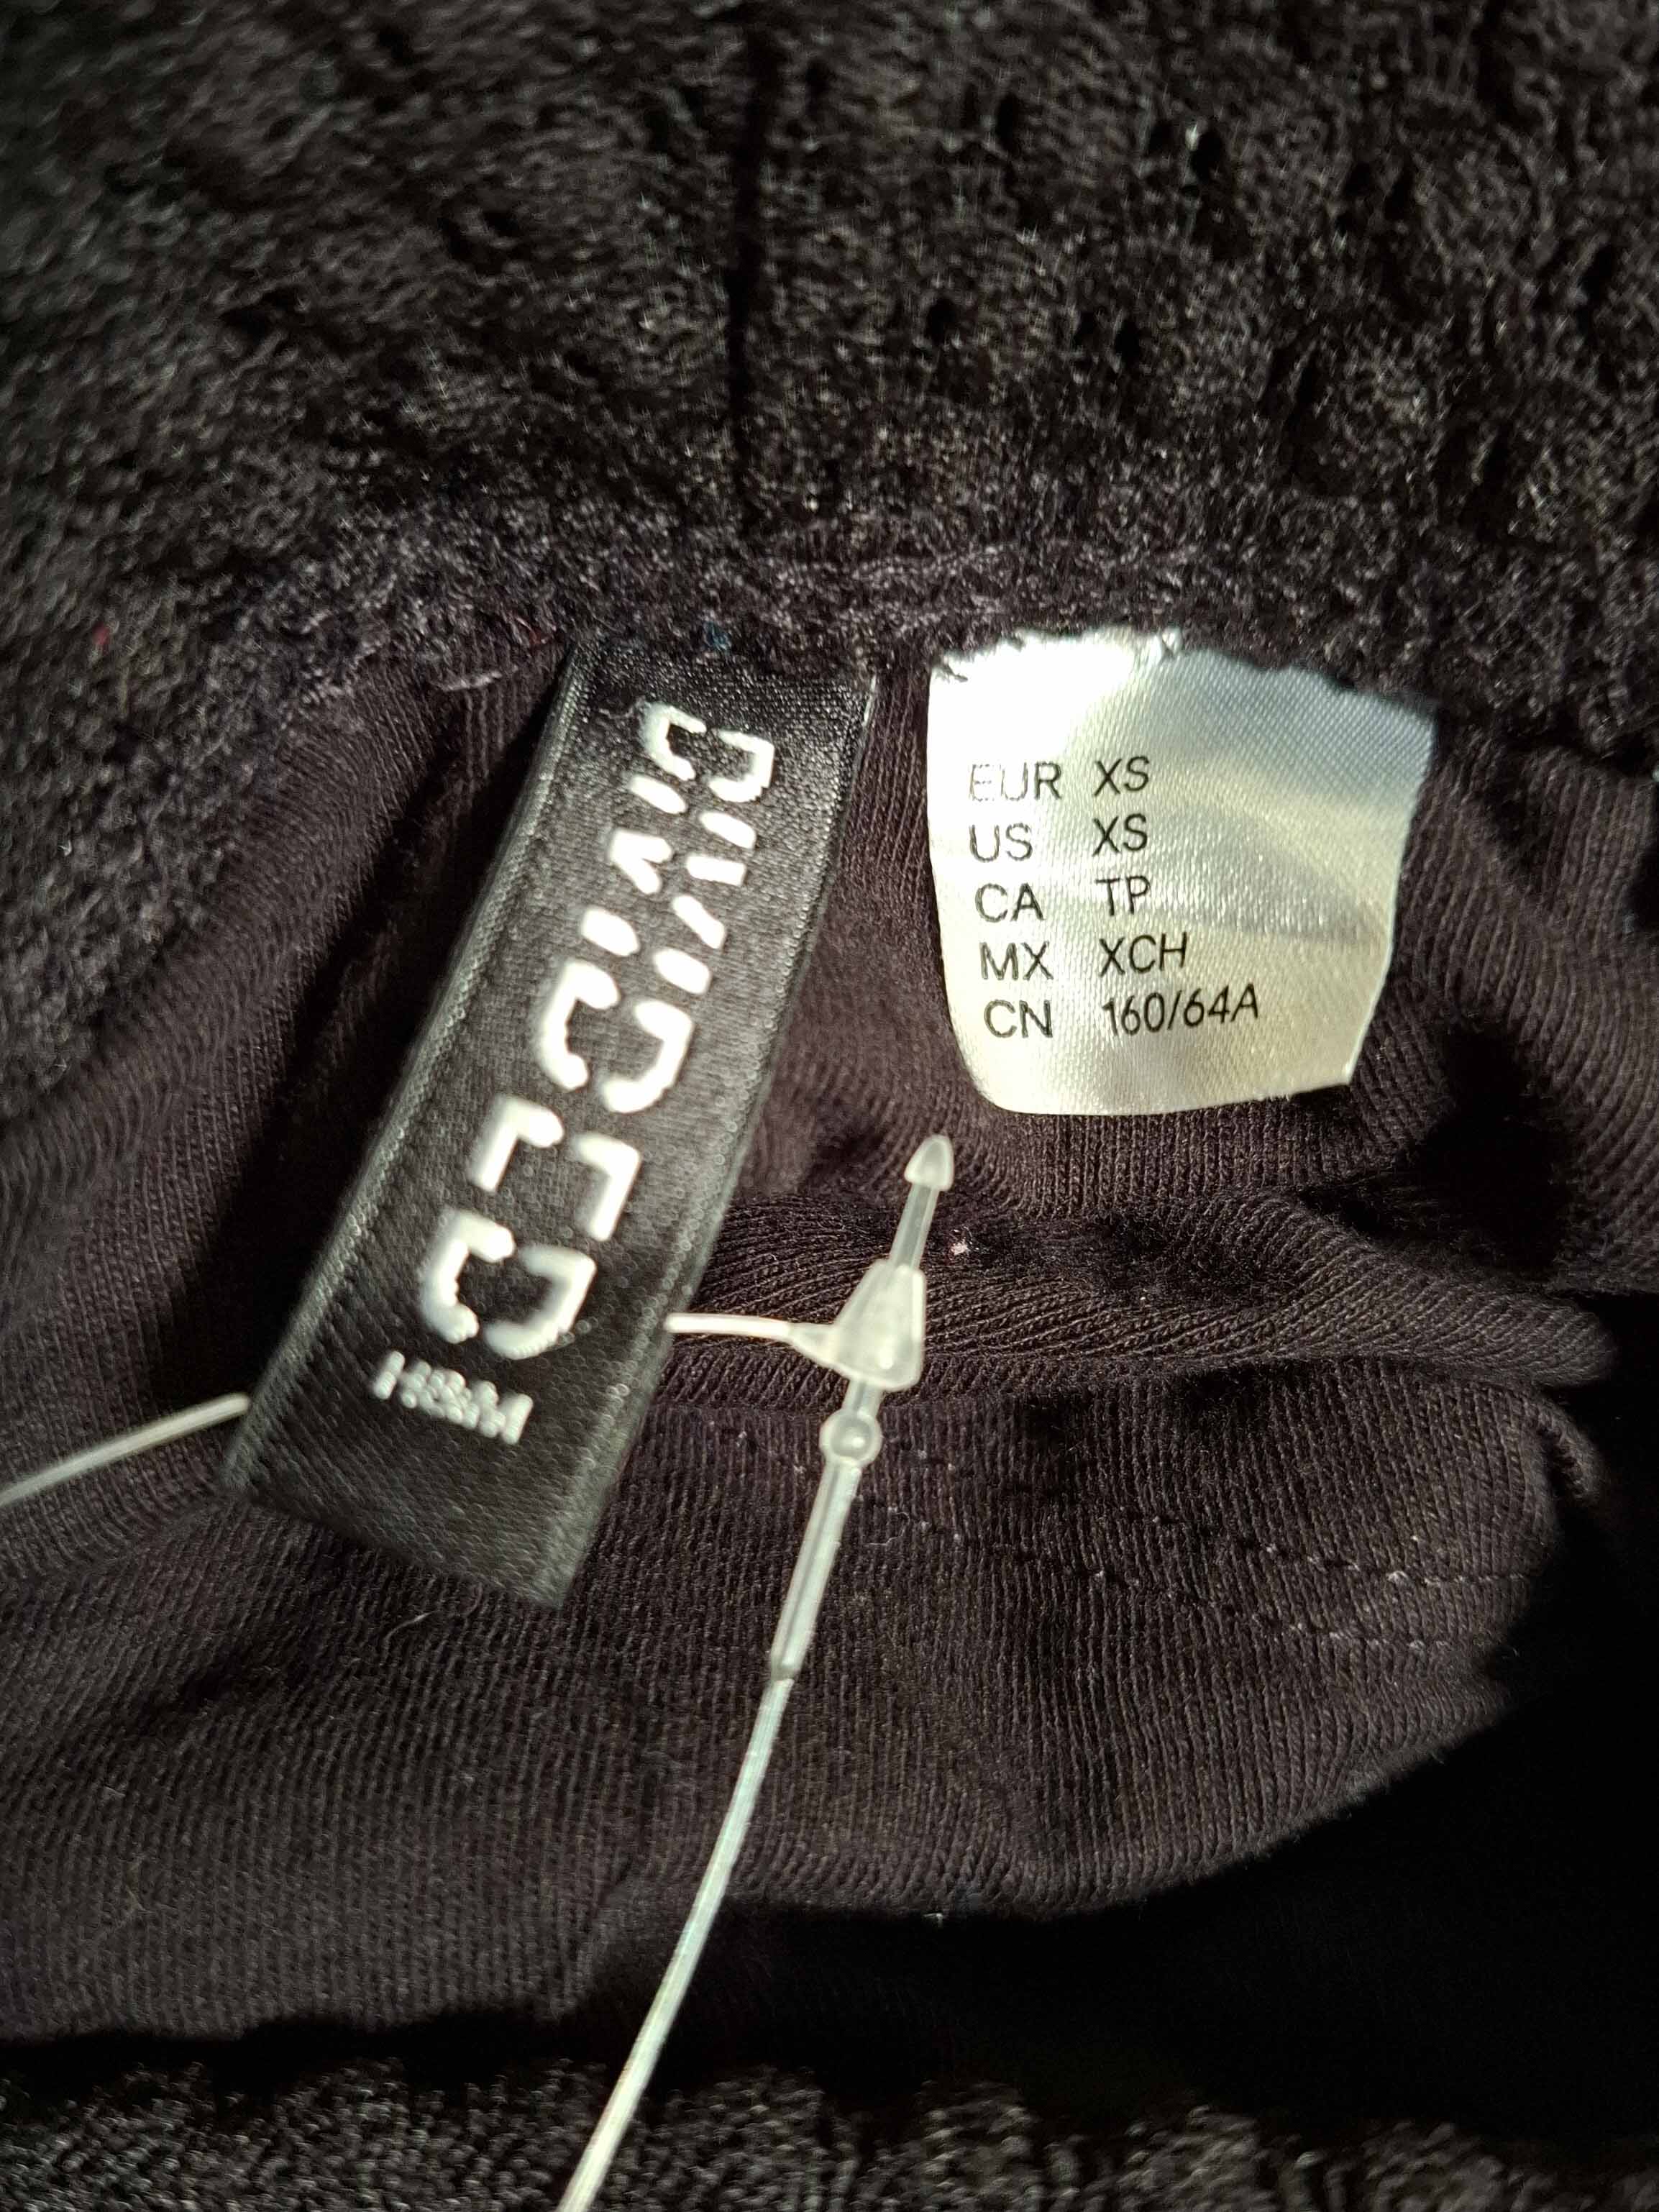 DIVIDED
H&M
EUR XS
US XS
CA TP
MX XCH
CN 160/64A